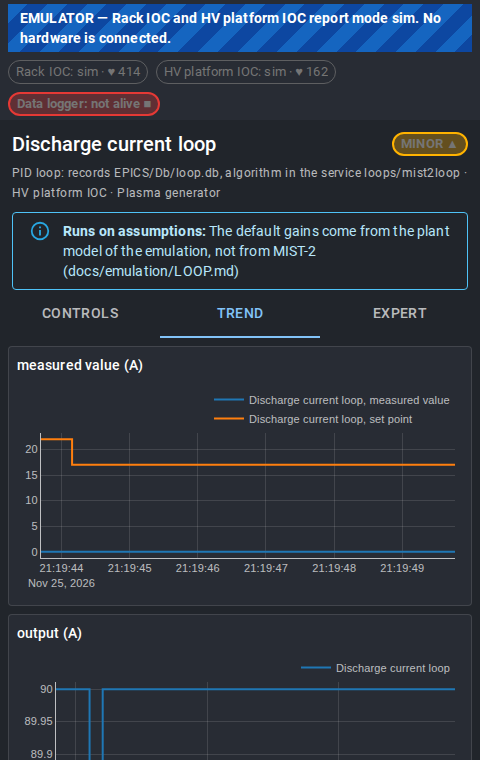 EMULATOR — Rack IOC and HV platform IOC report mode sim. No
hardware is connected.
Rack IOC: sim · ♥ 414
HV platform IOC: sim · ♥ 162
Data logger: not alive ■
Discharge current loop
MINOR ▲
PID loop: records EPICS/Db/loop.db, algorithm in the service loops/mist2loop ·
HV platform IOC · Plasma generator
Runs on assumptions: The default gains come from the plant
model of the emulation, not from MIST-2
(docs/emulation/LOOP.md)
CONTROLS
TREND
EXPERT
measured value (A)
Discharge current loop, measured value
Discharge current loop, set point
20
15
10
5
0
21:19:44
21:19:45
21:19:46
21:19:47
21:19:48
21:19:49
Nov 25, 2026
output (A)
Discharge current loop
90
89.95
89.9